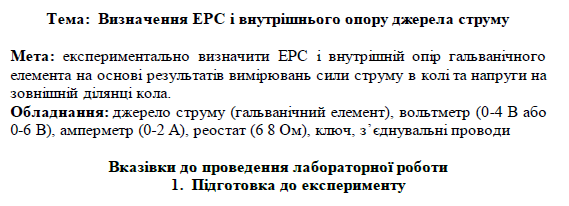 Тема: Визначення ЕРС і внутрішнього опору джерела струму
Мета: експериментально визначити ЕРС і внутрішній опір гальванічного
елемента на основі результатів вимірювань сили струму в колі та напруги на
зовнішній ділянці кола.
Обладнання: джерело струму (гальванічний елемент), вольтметр (0-4 В або
0-6 В), амперметр (0-2 А), реостат (6 8 Ом), ключ, з’єднувальні проводи
Вказівки до проведення лабораторної роботи
1. Підготовка до експерименту